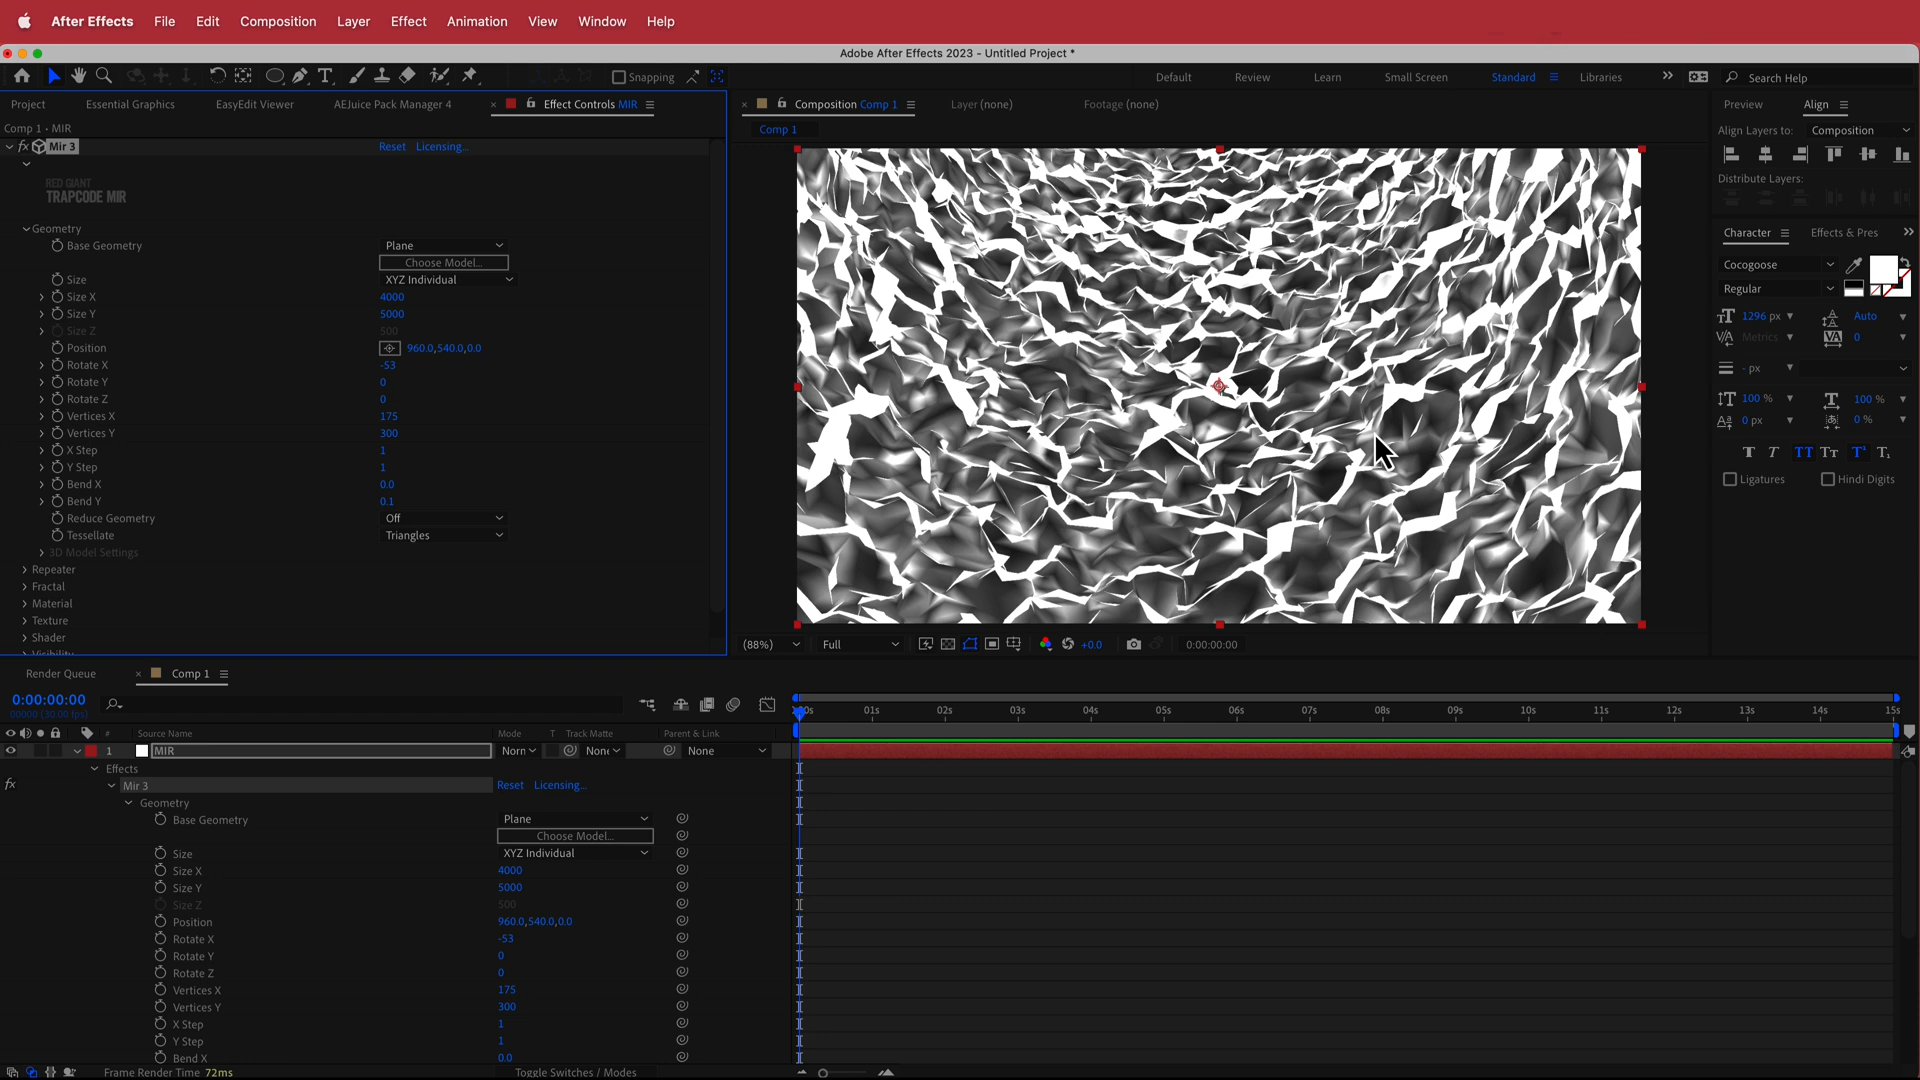 After Effects File Edit Composition Layer Effect Animation View Window Help
Adobe After Effects 2023 - Untitled Project *
Snapping Default Review Learn Small Screen Standard Libraries Search Help
Project Essential Graphics EasyEdit Viewer AEJuice Pack Manager 4 Effect Controls MIR
Composition Comp 1 Layer (none) Footage (none)
Preview Align
Comp 1 • MIR
Comp 1
Align Layers to: Composition
fx Mir 3 Reset Licensing...
Distribute Layers:
RED GIANT
TRAPCODE MIR
Geometry
Character Effects & Pres
Base Geometry Plane
Choose Model...
Cocogoose
Size XYZ Individual
Regular
Size X 4000
Size Y 5000
1296 px Auto
Size Z 500
Metrics 0
Position 960.0,540.0,0.0
Rotate X -53
- px
Rotate Y 0
Rotate Z 0
100 % 100 %
Vertices X 175
0 px 0 %
Vertices Y 300
X Step 1
Y Step 1
Ligatures Hindi Digits
Bend X 0.0
Bend Y 0.1
Reduce Geometry Off
Tessellate Triangles
3D Model Settings
Repeater
Fractal
Material
Texture
Shader
Visibility
(88%) Full +0.0 0:00:00:00
Render Queue Comp 1
0:00:00:00
00000 (30.00 fps)
01s 02s 03s 04s 05s 06s 07s 08s 09s 10s 11s 12s 13s 14s 15s
# Source Name Mode T Track Matte Parent & Link
1 MIR Norn None None
Effects
fx Mir 3 Reset Licensing...
Geometry
Base Geometry Plane
Choose Model...
Size XYZ Individual
Size X 4000
Size Y 5000
Size Z 500
Position 960.0,540.0,0.0
Rotate X -53
Rotate Y 0
Rotate Z 0
Vertices X 175
Vertices Y 300
X Step 1
Y Step 1
Bend X 0.0
Frame Render Time 72ms Toggle Switches / Modes